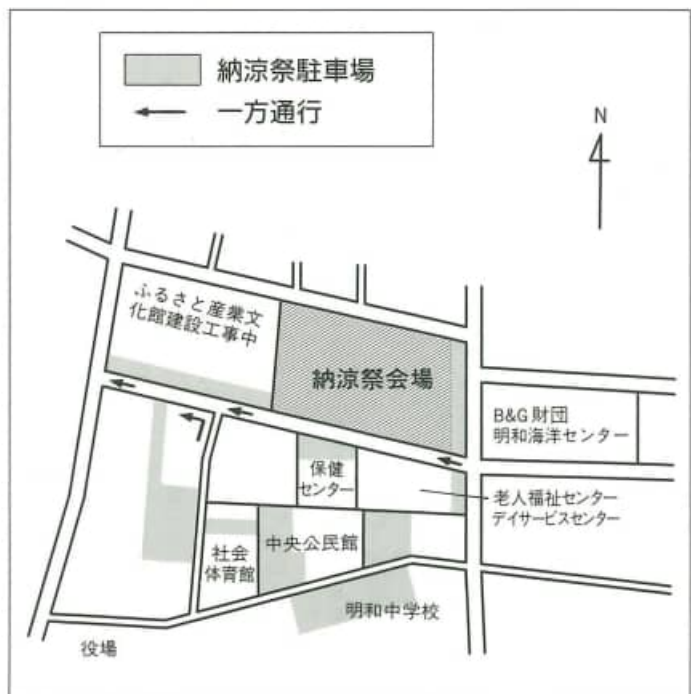 納涼祭駐車場
一方通行
N
ふるさと産業文
化館建設工事中
納涼祭会場
B&G財団
明和海洋センター
保健
センター
老人福祉センター
デイサービスセンター
社会
体育館
中央公民館
明和中学校
役場